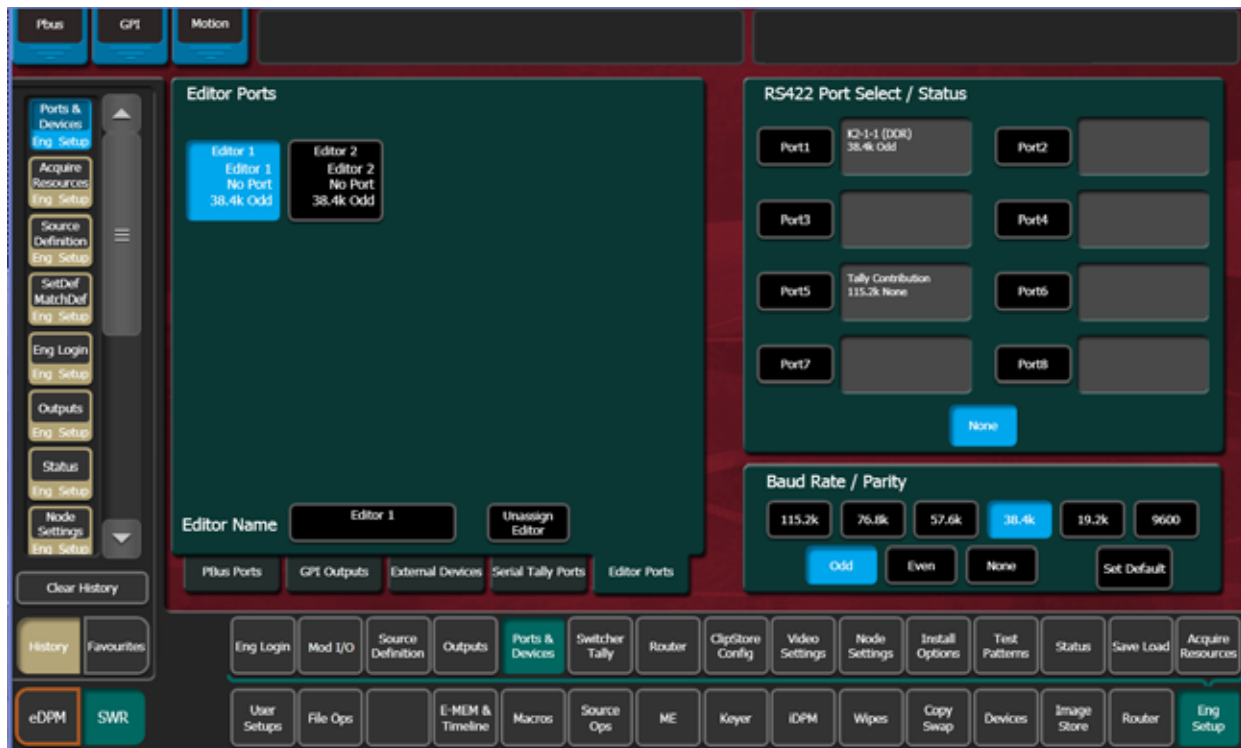 Pbus
GPI
Motion
Ports &
Devices
Eng Setup
Acquire
Resources
Eng Setup
Source
Definition
Eng Setup
SetDef
MatchDef
Eng Setup
Eng Login
Eng Setup
Outputs
Eng Setup
Status
Eng Setup
Node
Settings
Eng Setup
Clear History
History
Favourites
eDPM
SWR
Editor Ports
Editor 1
Editor 1
No Port
38.4k Odd
Editor 2
Editor 2
No Port
38.4k Odd
Editor Name
Editor 1
Unassign
Editor
PBus Ports
GPI Outputs
External Devices
Serial Tally Ports
Editor Ports
RS422 Port Select / Status
Port1
K2-1-1 (DDR)
38.4k Odd
Port2
Port3
Port4
Port5
Tally Contribution
115.2k None
Port6
Port7
Port8
None
Baud Rate / Parity
115.2k
76.8k
57.6k
38.4k
19.2k
9600
Odd
Even
None
Set Default
Eng Login
Mod I/O
Source
Definition
Outputs
Ports &
Devices
Switcher
Tally
Router
ClipStore
Config
Video
Settings
Node
Settings
Install
Options
Test
Patterns
Status
Save Load
Acquire
Resources
User
Setups
File Ops
E-MEM &
Timeline
Macros
Source
Ops
ME
Keyer
iDPM
Wipes
Copy
Swap
Devices
Image
Store
Router
Eng
Setup